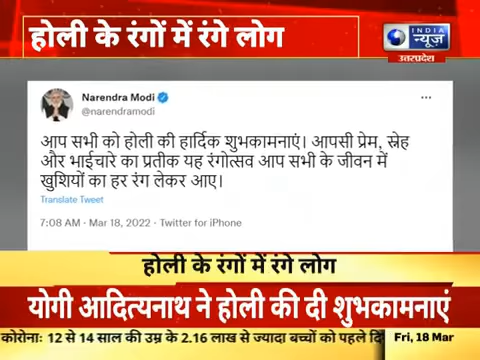 होली के रंगों में रंगे लोग
INDIA
न्यूज़
उत्तरप्रदेश
Narendra Modi
@narendramodi
आप सभी को होली की हार्दिक शुभकामनाएं। आपसी प्रेम, स्नेह
और भाईचारे का प्रतीक यह रंगोत्सव आप सभी के जीवन में
खुशियों का हर रंग लेकर आए।
Translate Tweet
7:08 AM · Mar 18, 2022 · Twitter for iPhone
होली के रंगों में रंगे लोग
योगी आदित्यनाथ ने होली की दी शुभकामनाएं
कोरोनाः 12 से 14 साल की उम्र के 2.16 लाख से ज्यादा बच्चों को पहले दि
Fri, 18 Mar